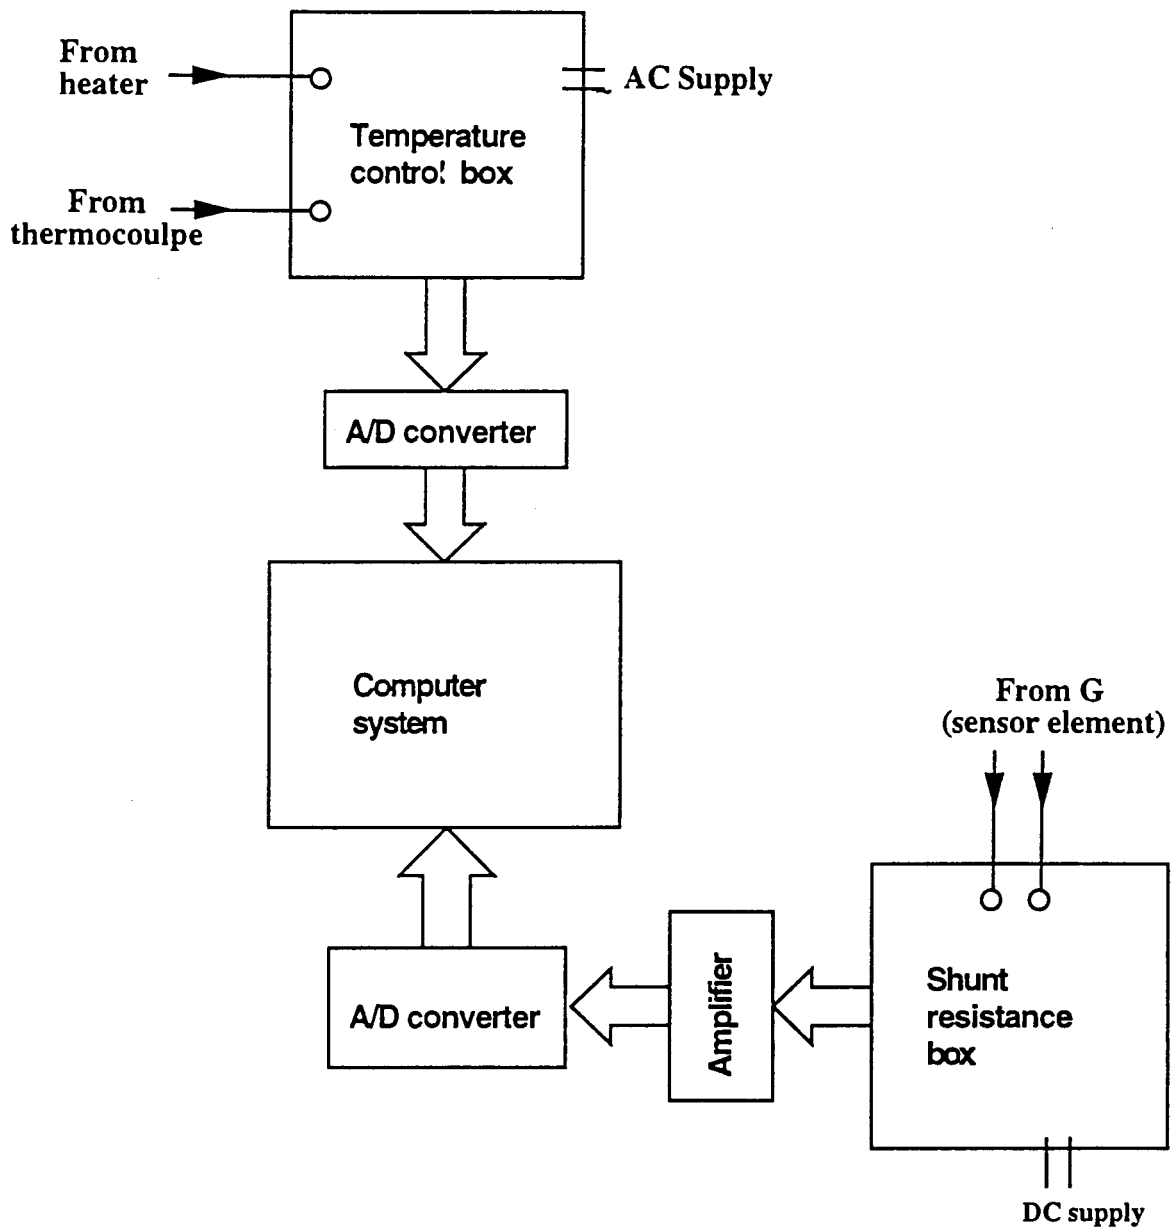 From
heater
AC Supply
Temperature
control box
From
thermocoulpe
A/D converter
Computer
system
From G
(sensor element)
A/D converter
Amplifier
Shunt
resistance
box
DC supply